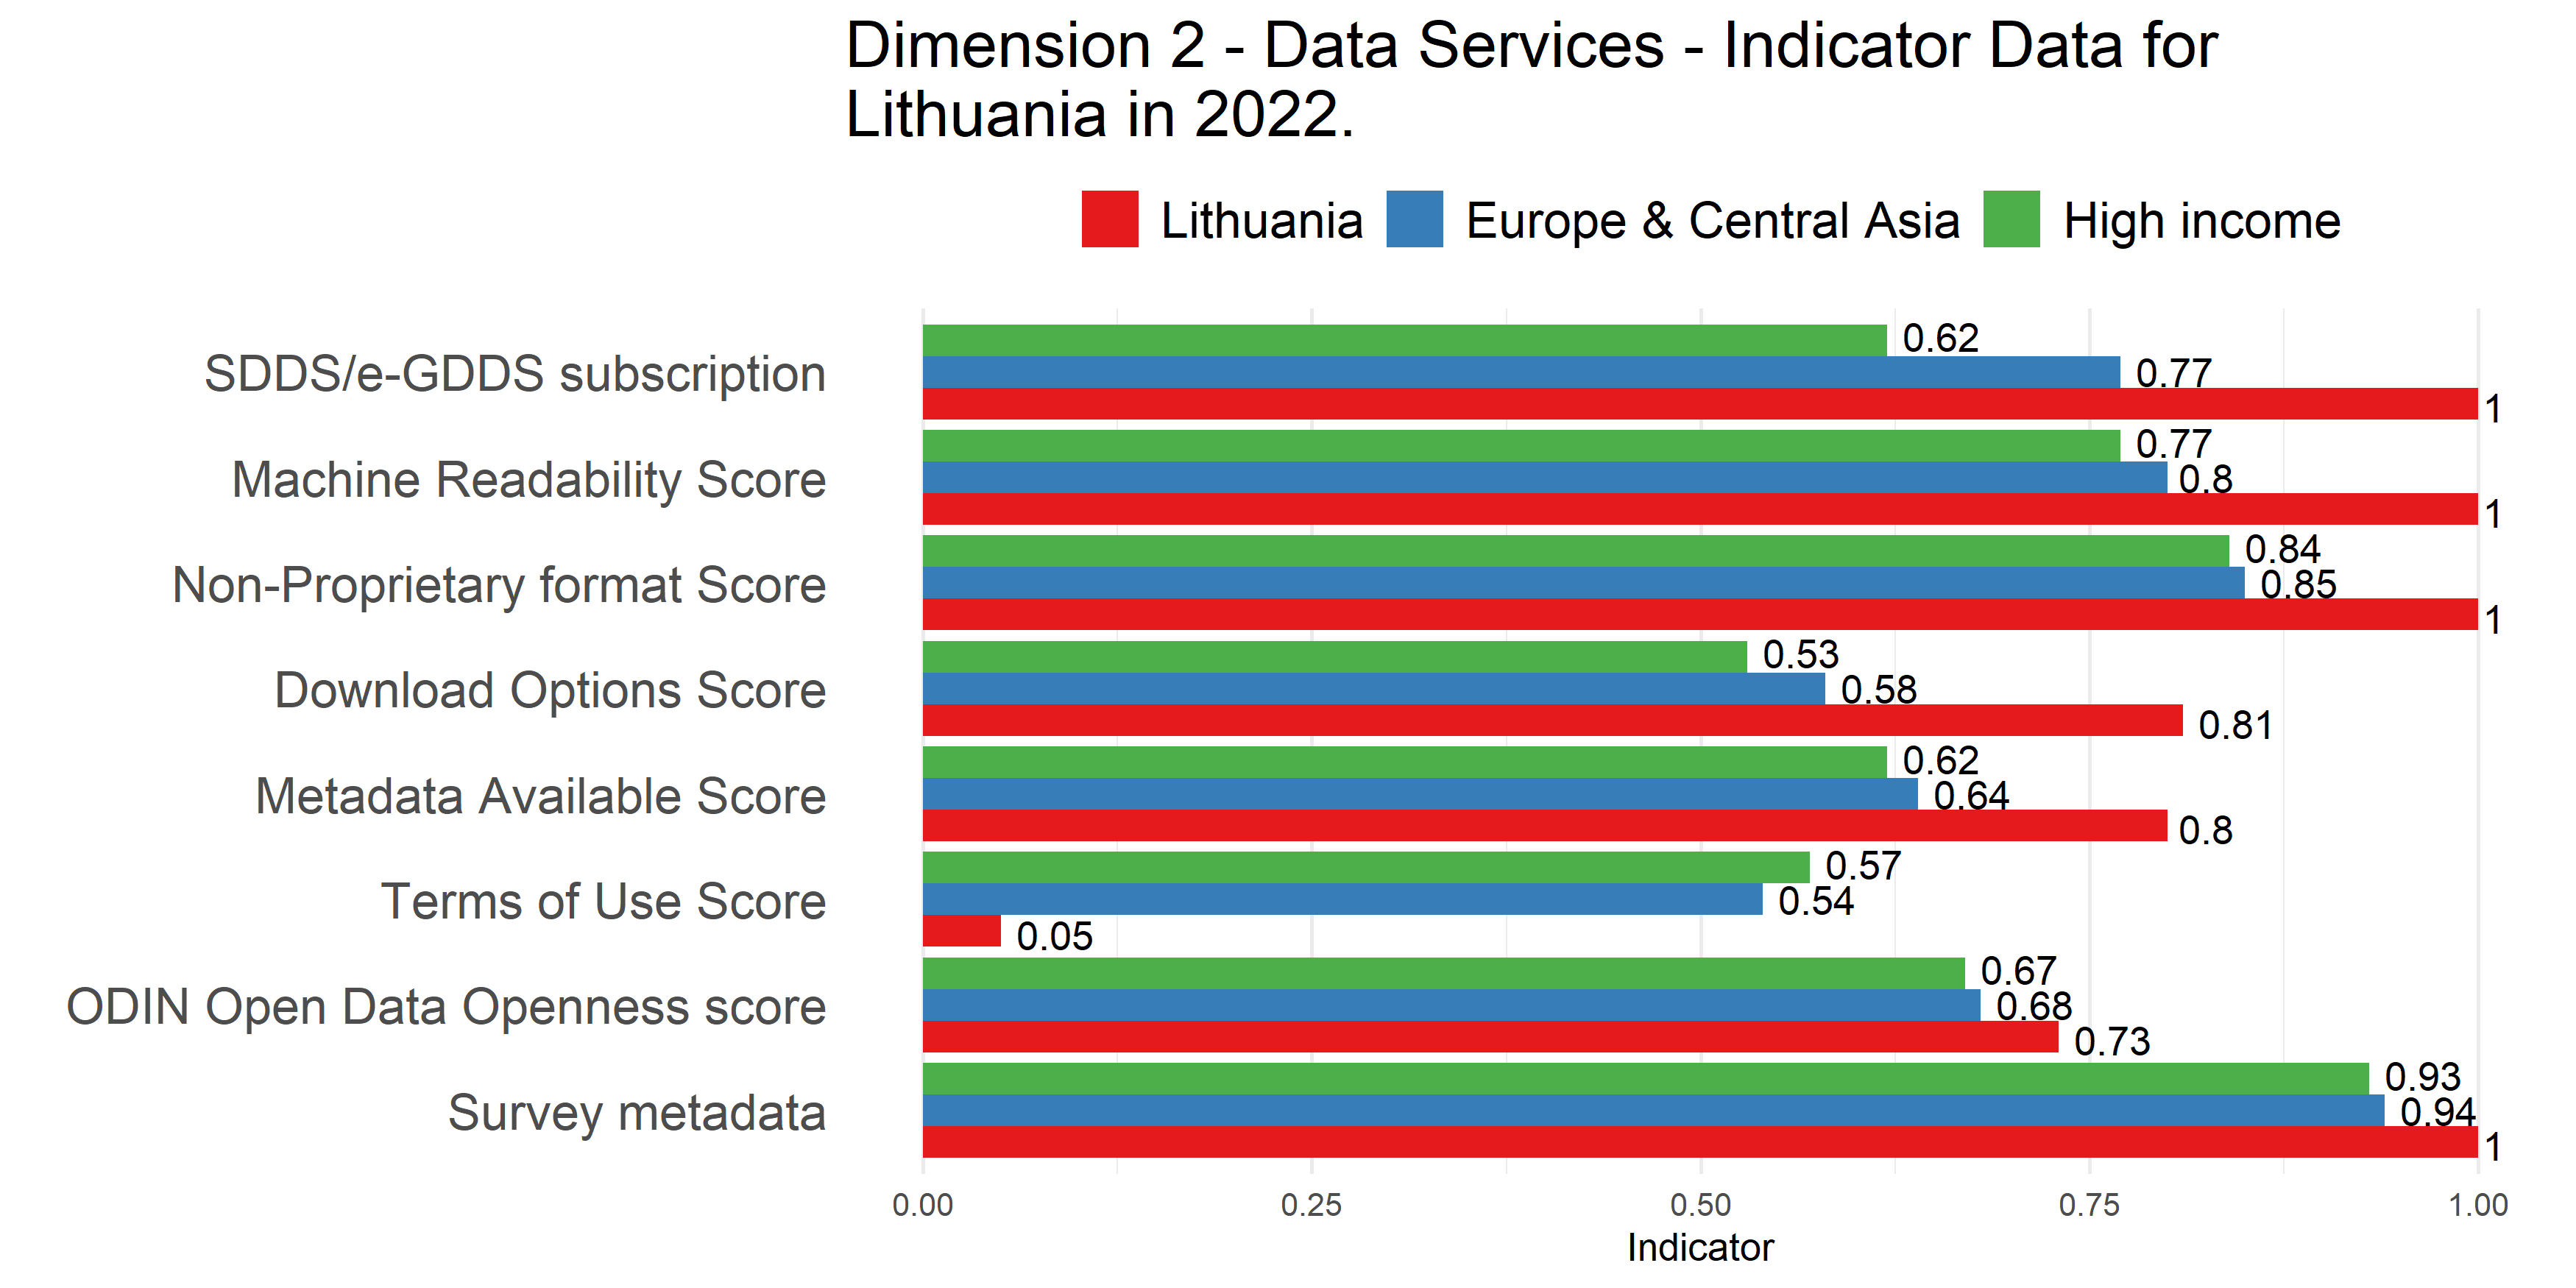 Dimension 2 - Data Services - Indicator Data for
Lithuania in 2022.
Lithuania Europe & Central Asia High income
SDDS/e-GDDS subscription
0.62
0.77
1
Machine Readability Score
0.77
0.8
1
Non-Proprietary format Score
0.84
0.85
1
Download Options Score
0.53
0.58
0.81
Metadata Available Score
0.62
0.64
0.8
Terms of Use Score
0.57
0.54
0.05
ODIN Open Data Openness score
0.67
0.68
0.73
Survey metadata
0.93
0.94
1
0.00 0.25 0.50 0.75 1.00
Indicator